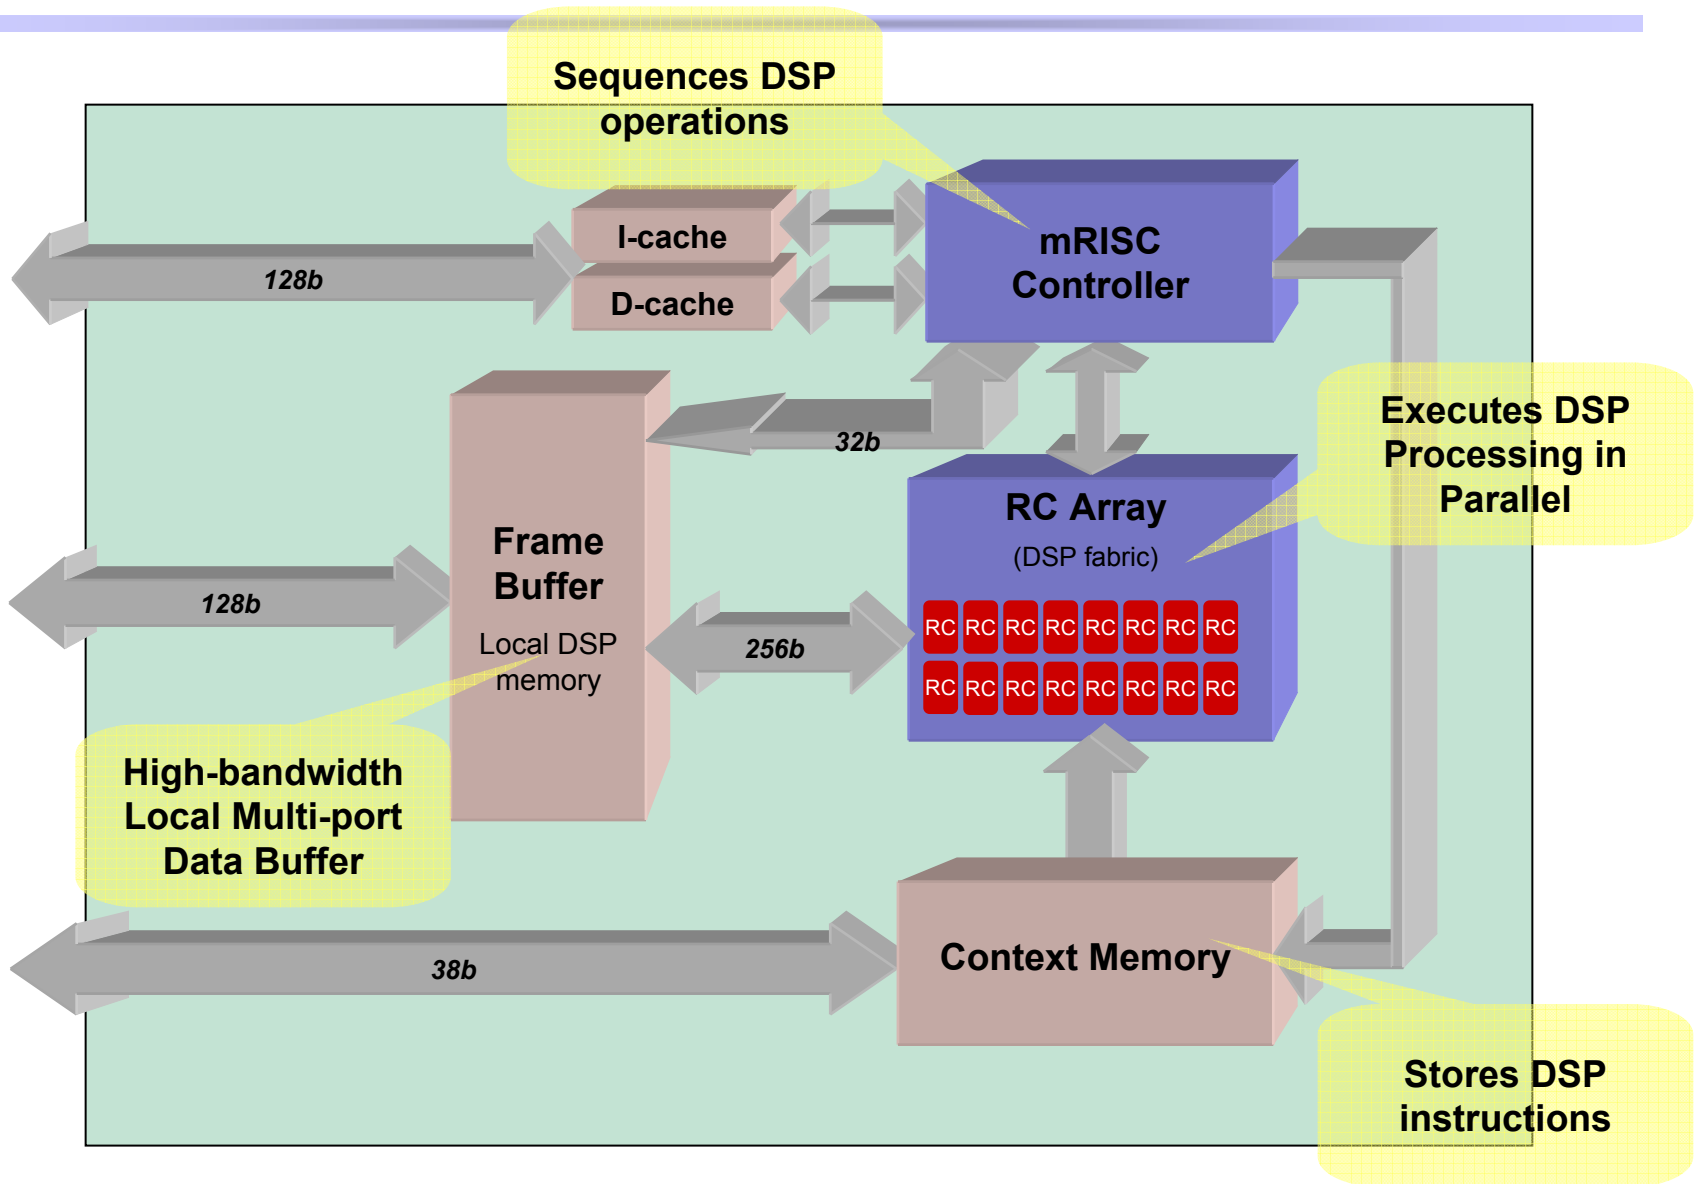 Sequences DSP
operations
I-cache
D-cache
128b
mRISC
Controller
32b
Executes DSP
Processing in
Parallel
RC Array
(DSP fabric)
Frame
Buffer
Local DSP
memory
128b
256b
RC RC RC RC RC RC RC RC
RC RC RC RC RC RC RC RC
High-bandwidth
Local Multi-port
Data Buffer
38b
Context Memory
Stores DSP
instructions